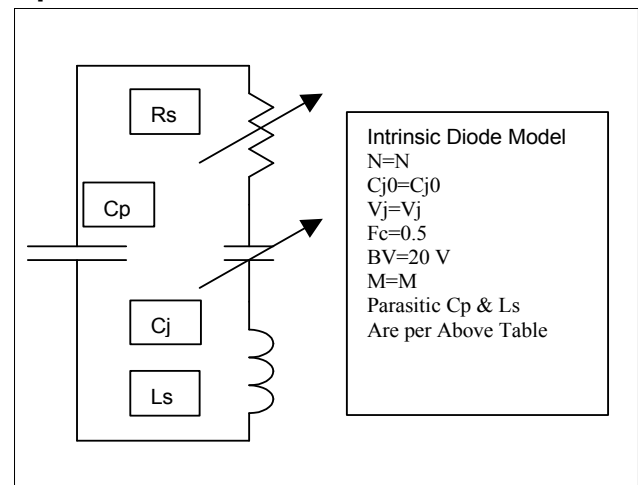 Rs
Cp
Cj
Ls
Intrinsic Diode Model
N=N
Cj0=Cj0
Vj=Vj
Fc=0.5
BV=20 V
M=M
Parasitic Cp & Ls
Are per Above Table